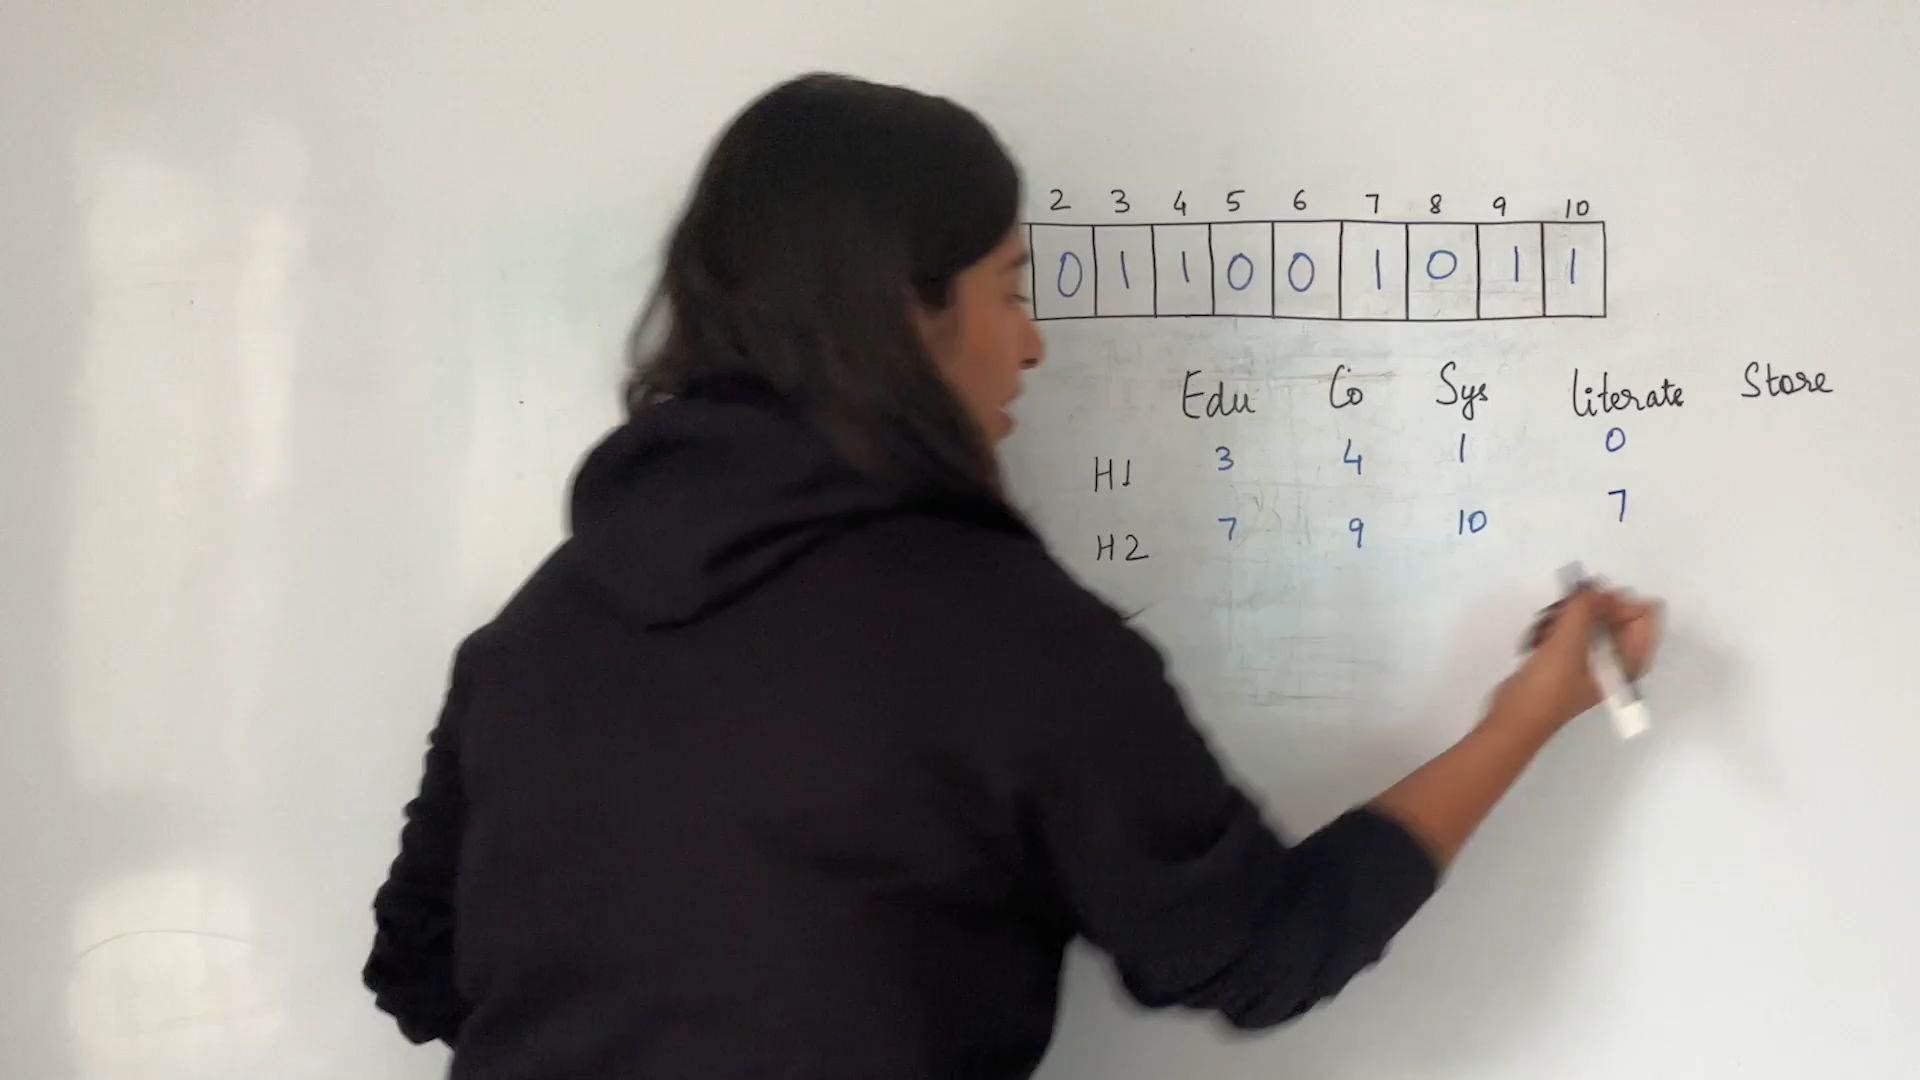 2 3 4 5 6 7 8 9 10
0 1 1 0 0 1 0 1 1
Edu Co Sys literate Store
H1 3 4 1 0
H2 7 9 10 7